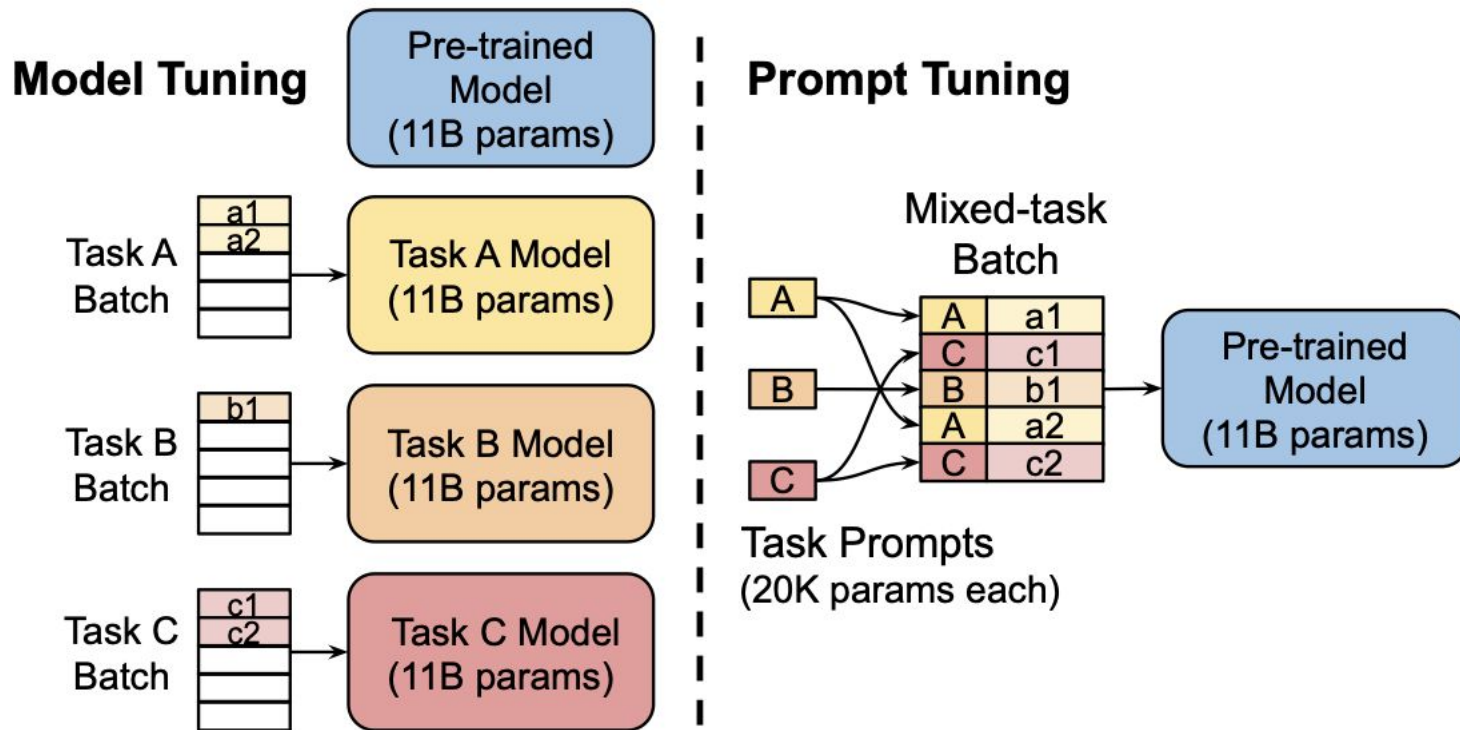 Model Tuning
Pre-trained
Model
(11B params)
Task A
Batch
a1
a2
Task A Model
(11B params)
Task B
Batch
b1
Task B Model
(11B params)
Task C
Batch
c1
c2
Task C Model
(11B params)
Prompt Tuning
Mixed-task
Batch
A
B
C
A a1
C c1
B b1
A a2
C c2
Task Prompts
(20K params each)
Pre-trained
Model
(11B params)